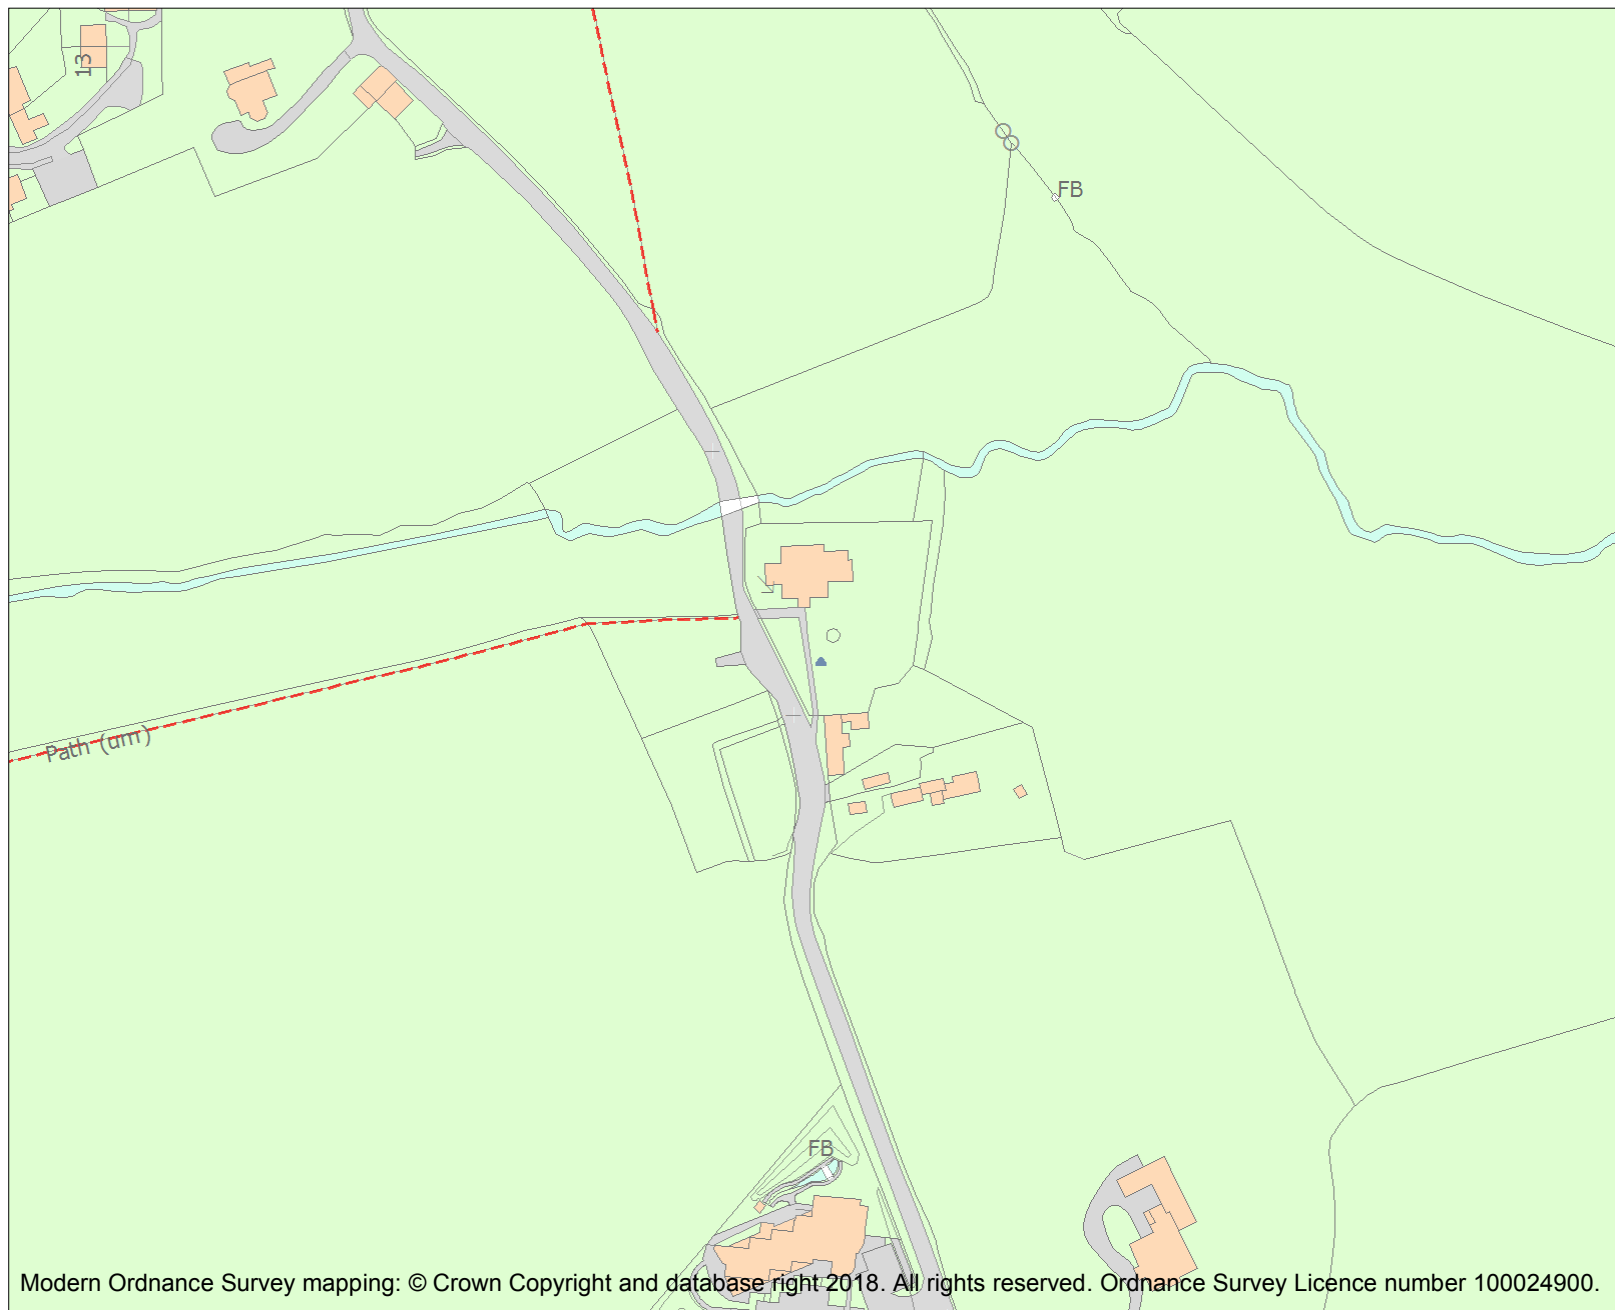 13
FB
Path (um)
FB
Modern Ordnance Survey mapping: © Crown Copyright and database right 2018. All rights reserved. Ordnance Survey Licence number 100024900.